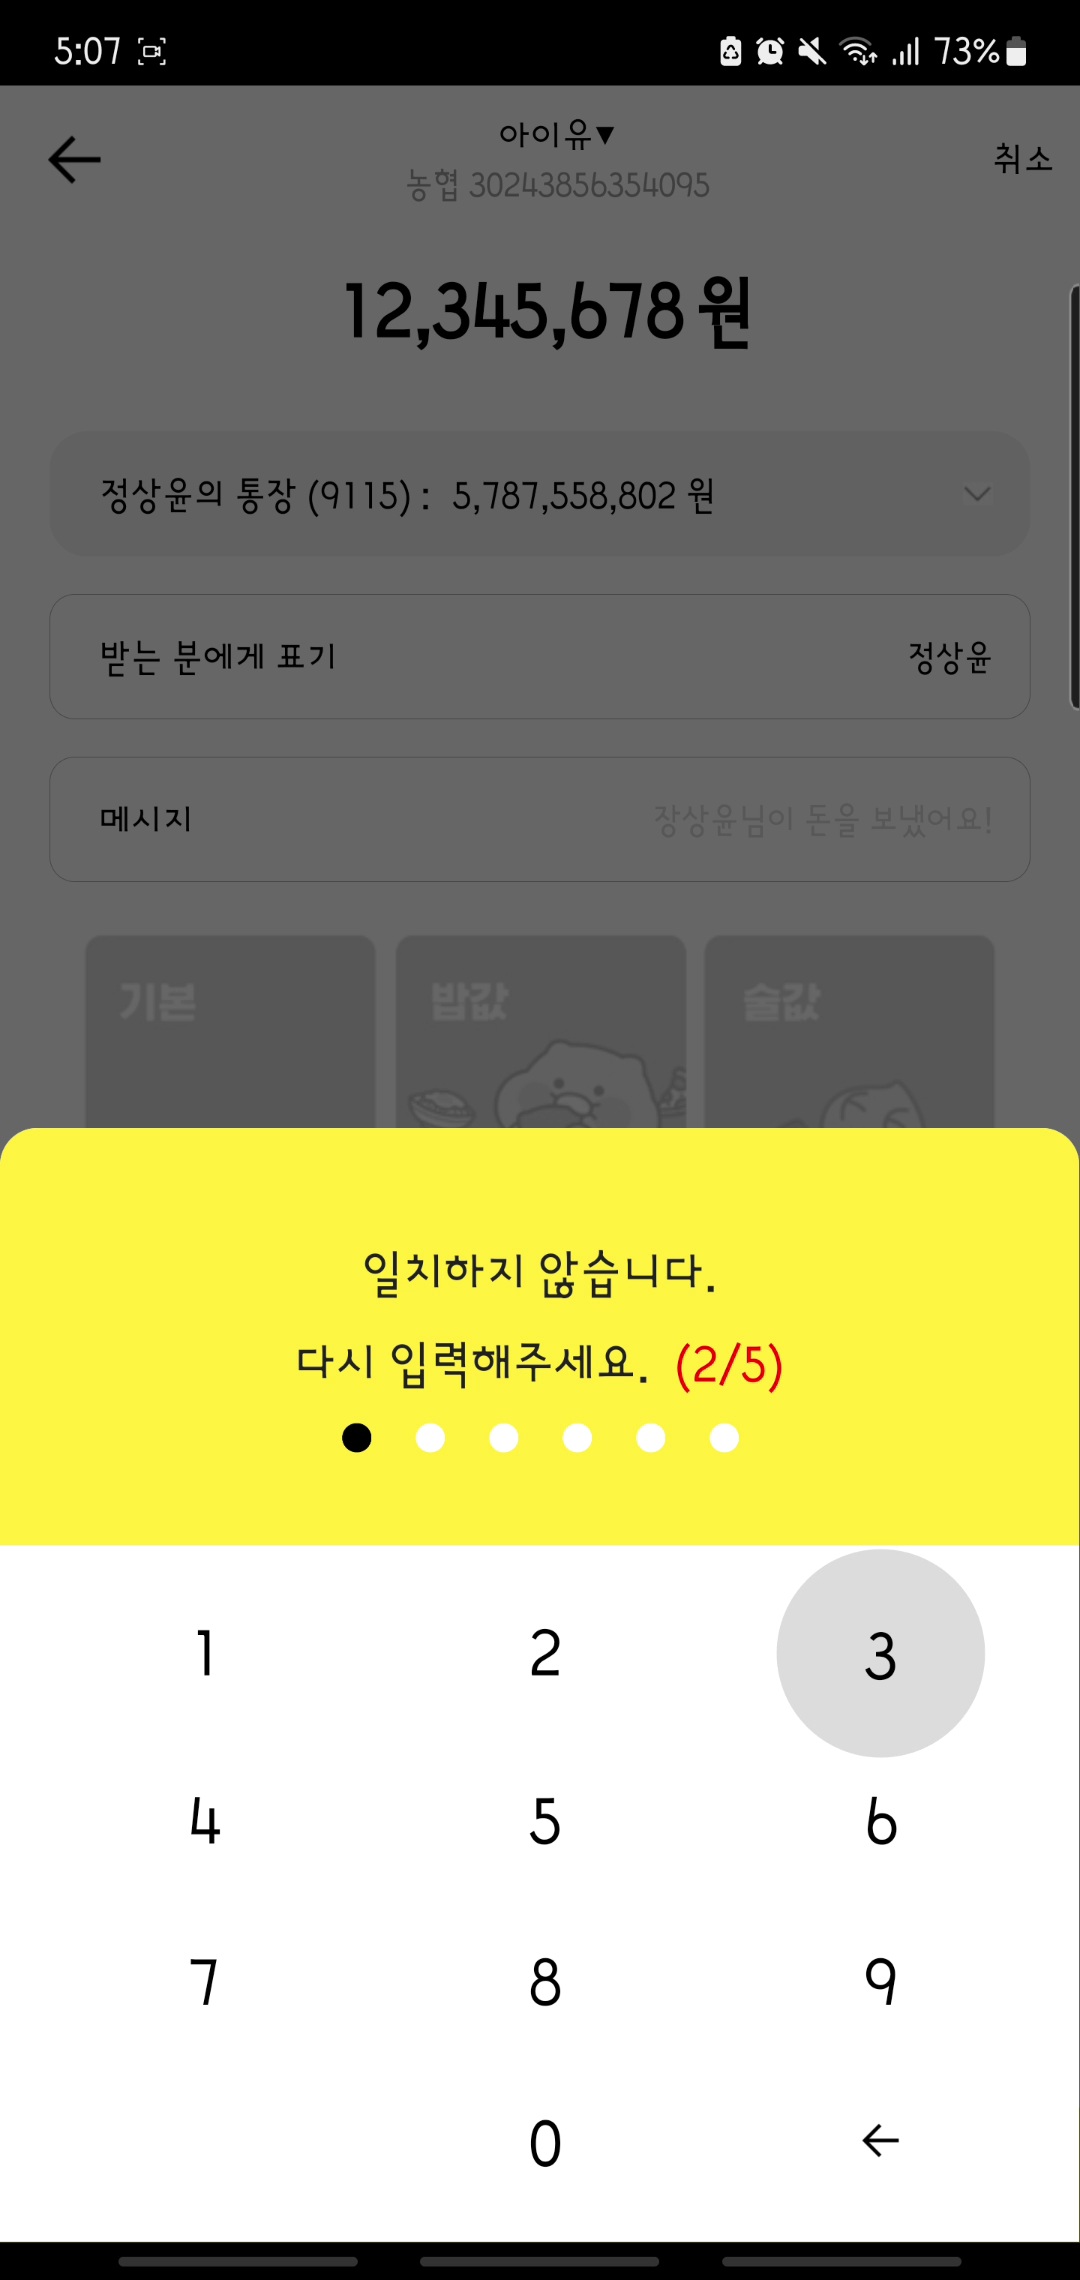 5:07 73%
아이유▼
취소
농협 30243856354095
12,345,678 원
정상윤의 통장 (9115) : 5,787,558,802 원
받는 분에게 표기 정상윤
메시지 장상윤님이 돈을 보냈어요!
기본 밥값 술값
일치하지 않습니다.
다시 입력해주세요. (2/5)
1 2 3
4 5 6
7 8 9
0 ←